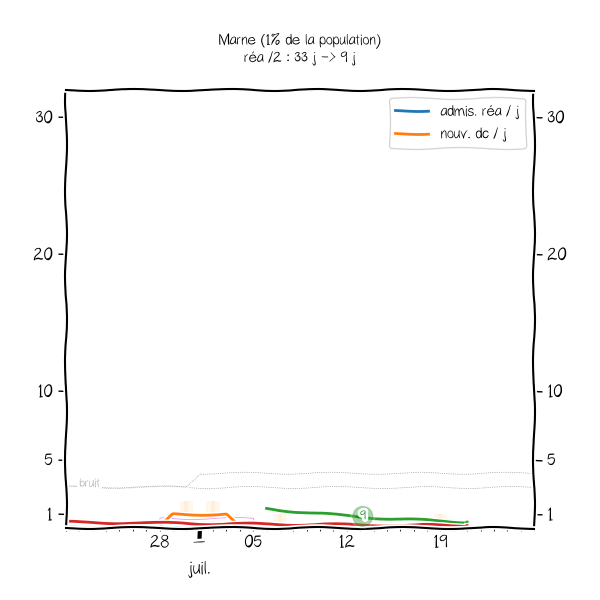 Marne (1% de la population)
réa /2 : 33 j -> 9 j
admis. réa / j
nouv. dc / j
30
30
20
20
10
10
5
5
bruit
9
1
1
28
1
05
12
19
juil.